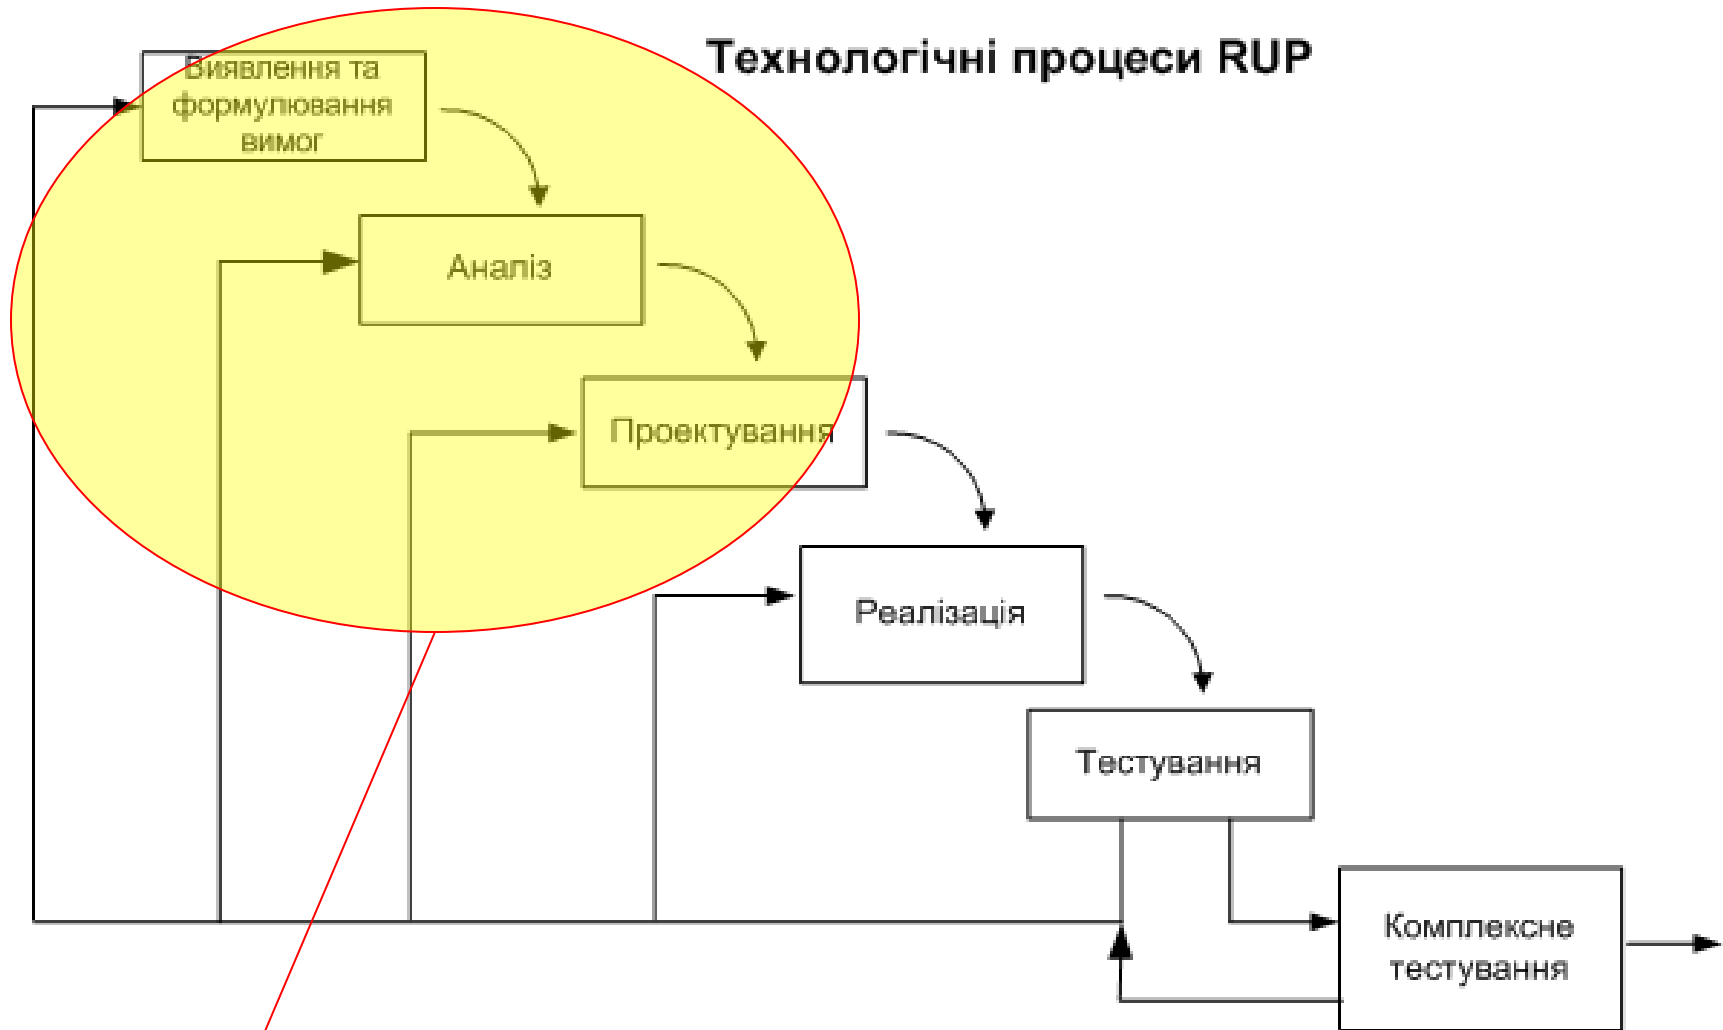 Технологічні процеси RUP
Виявлення та
формулювання
вимог
Аналіз
Проектування
Реалізація
Тестування
Комплексне
тестування